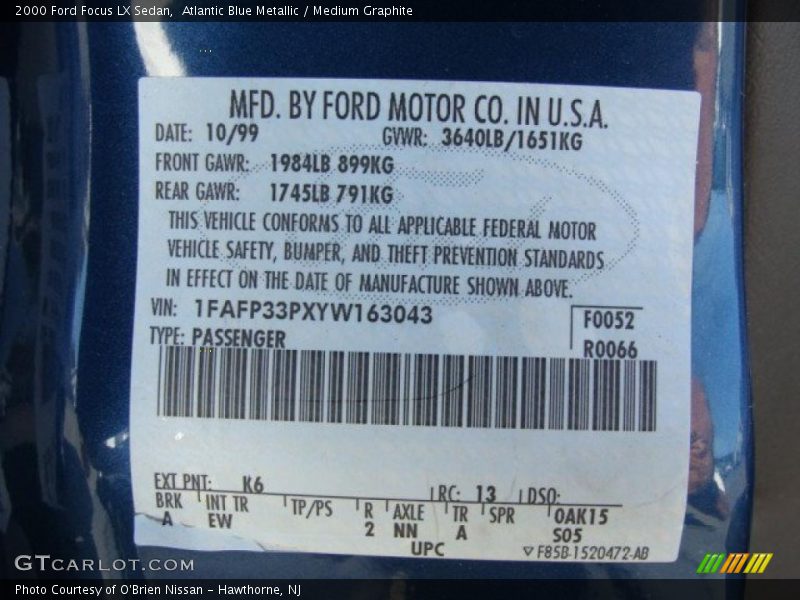 2000 Ford Focus LX Sedan,  Atlantic Blue Metallic / Medium Graphite
MFD. BY FORD MOTOR CO. IN U.S.A.
DATE: 10/99 GVWR: 3640LB/1651KG
FRONT GAWR: 1984LB 899KG
REAR GAWR: 1745LB 791KG
THIS VEHICLE CONFORMS TO ALL APPLICABLE FEDERAL MOTOR
VEHICLE SAFETY, BUMPER, AND THEFT PREVENTION STANDARDS
IN EFFECT ON THE DATE OF MANUFACTURE SHOWN ABOVE.
VIN: 1FAFP33PXYW163043 F0052
TYPE: PASSENGER R0066
EXT PNT: K6 RC: 13 DSO:
BRK INT TR TP/PS R AXLE TR SPR OAK15
A EW 2 NN A S05
UPC ▽F85B-1520472-AB
GTCARLOT.COM
Photo Courtesy of O'Brien Nissan - Hawthorne, NJ